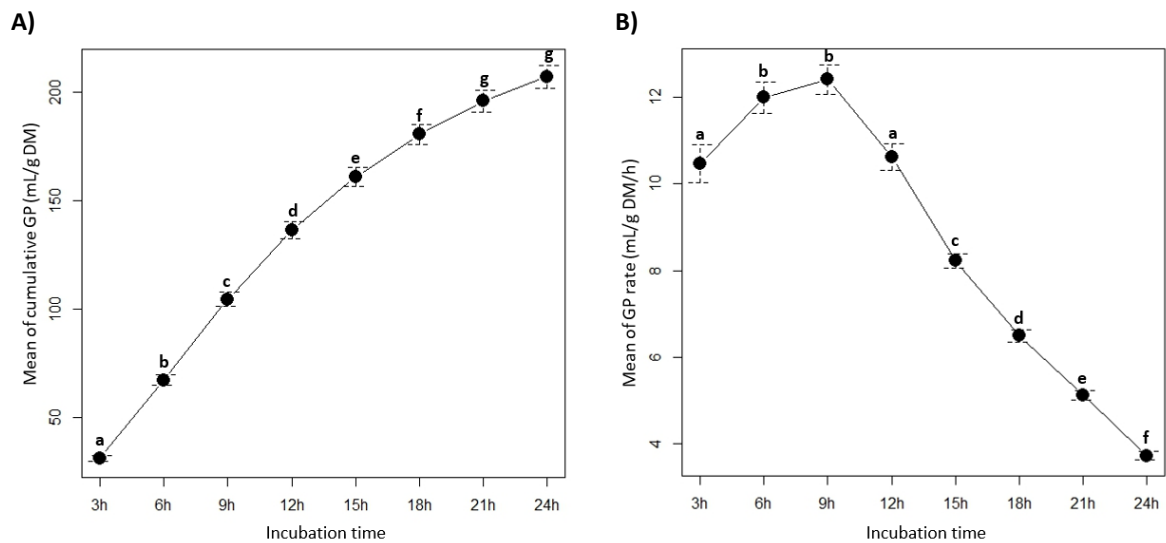 A)
Mean of cumulative GP (mL/g DM)
200
150
100
50
a
b
c
d
e
f
g
g
3h 6h 9h 12h 15h 18h 21h 24h
Incubation time
B)
Mean of GP rate (mL/g DM/h)
12
10
8
6
4
a
b
b
a
c
d
e
f
3h 6h 9h 12h 15h 18h 21h 24h
Incubation time